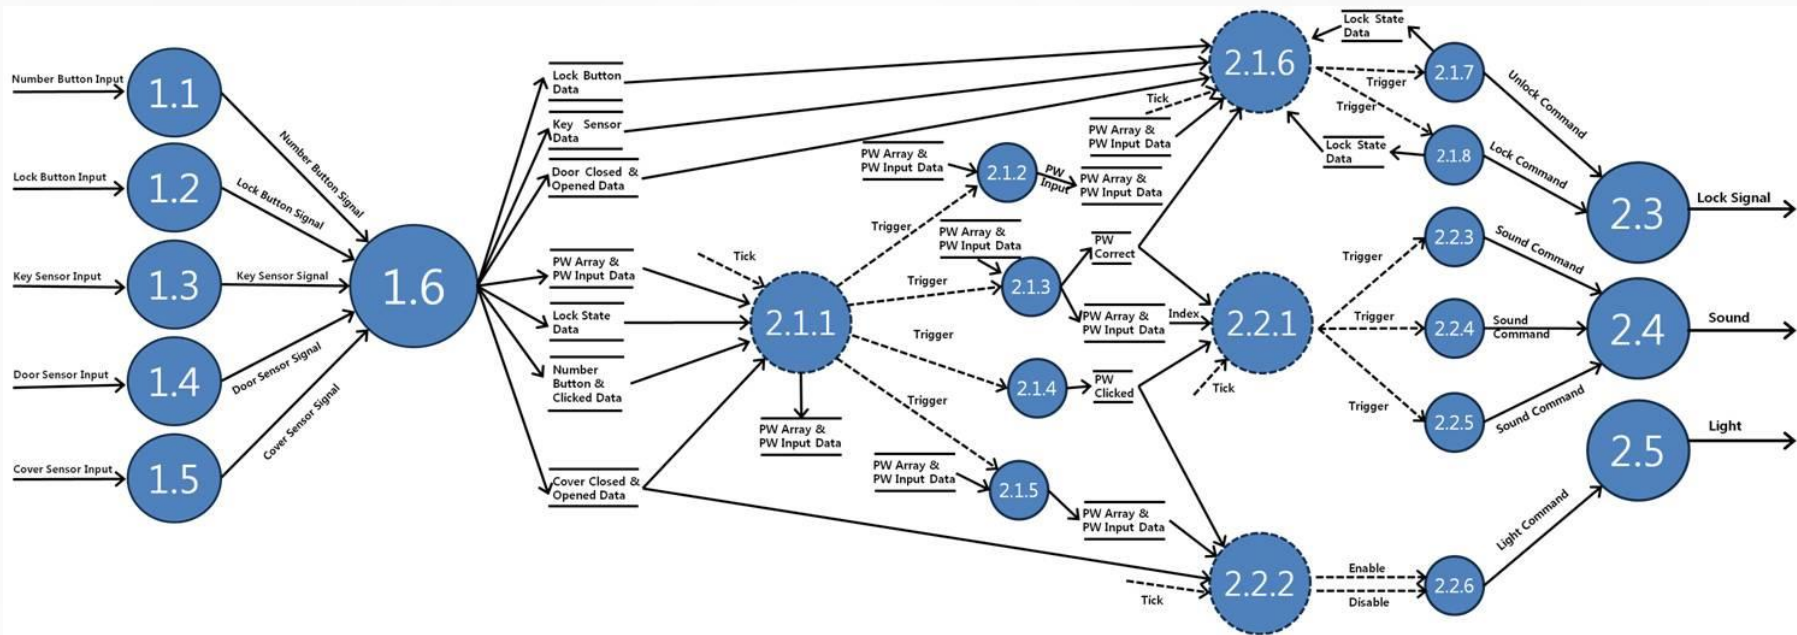 Number Button Input
1.1
Number Button Signal
Lock Button Input
1.2
Lock Button Signal
Key Sensor Input
1.3
Key Sensor Signal
Door Sensor Input
1.4
Door Sensor Signal
Cover Sensor Input
1.5
Cover Sensor Signal
1.6
Lock Button
Data
Key Sensor
Data
Door Closed &
Opened Data
PW Array &
PW Input Data
Lock State
Data
Number
Button &
Clicked Data
Cover Closed &
Opened Data
Tick
2.1.1
PW Array &
PW Input Data
Trigger
Trigger
Trigger
Trigger
PW Array &
PW Input Data
2.1.2
PW
Input
PW Array &
PW Input Data
PW Array &
PW Input Data
2.1.3
PW
Correct
PW Array &
PW Input Data
Index
2.1.4
PW
Clicked
PW Array &
PW Input Data
2.1.5
PW Array &
PW Input Data
Tick
PW Array &
PW Input Data
2.1.6
Lock State
Data
Trigger
Trigger
2.1.7
Unlock Command
Lock State
Data
2.1.8
Lock Command
2.3
Lock Signal
2.2.1
Tick
Trigger
Trigger
Trigger
2.2.3
Sound Command
2.2.4
Sound
Command
2.2.5
Sound Command
2.4
Sound
2.2.2
Tick
Enable
Disable
2.2.6
Light Command
2.5
Light